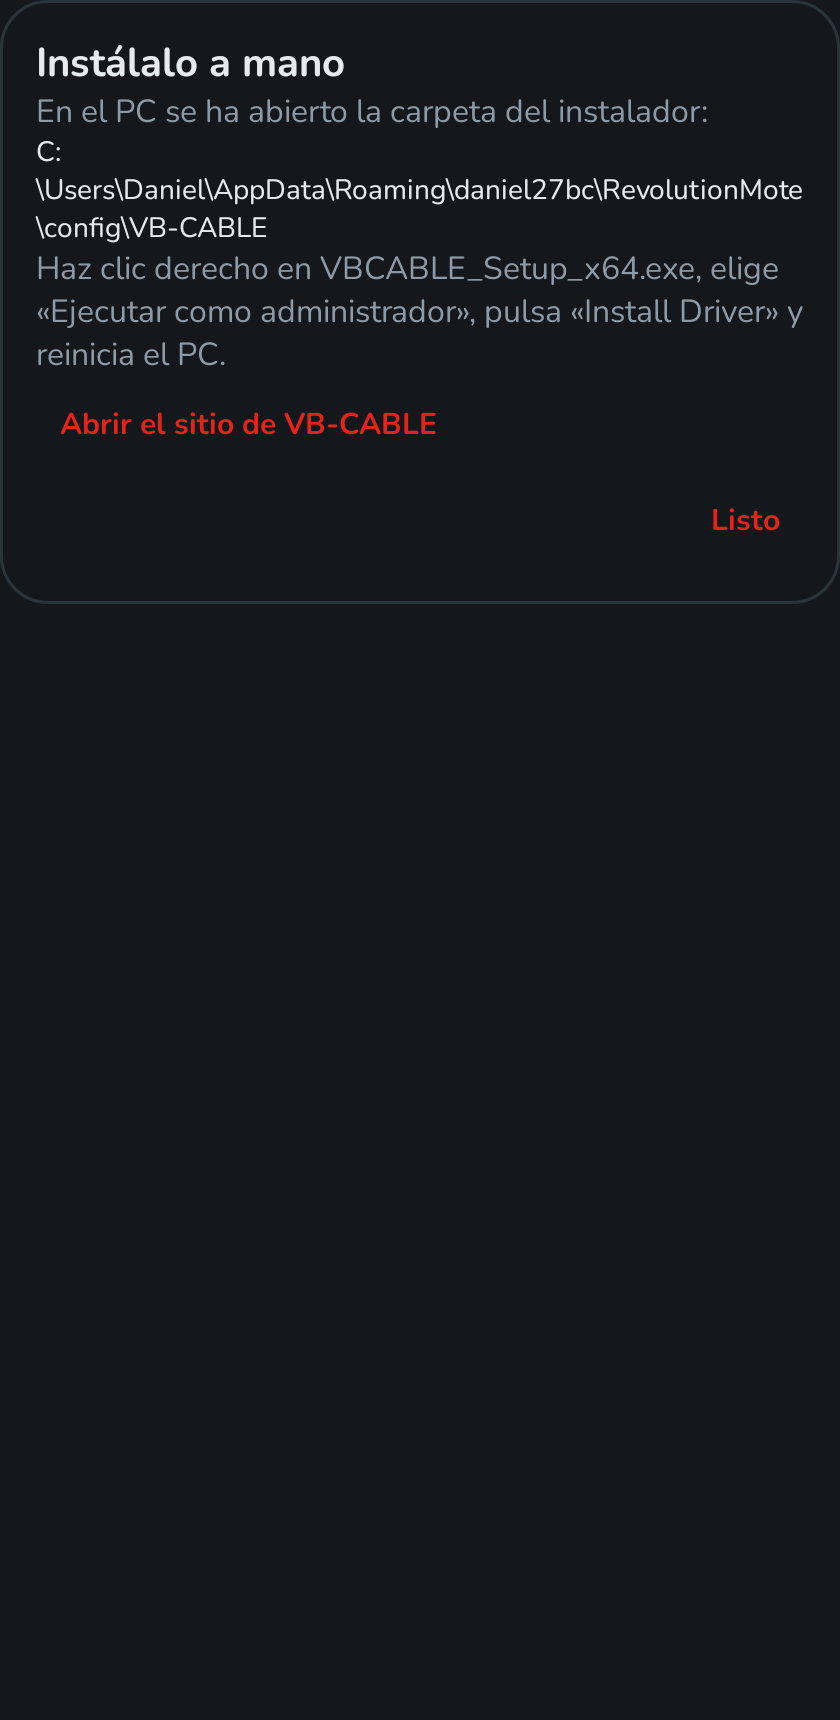 Instálalo a mano
En el PC se ha abierto la carpeta del instalador:
C:
\Users\Daniel\AppData\Roaming\daniel27bc\RevolutionMote
\config\VB-CABLE
Haz clic derecho en VBCABLE_Setup_x64.exe, elige
«Ejecutar como administrador», pulsa «Install Driver» y
reinicia el PC.
Abrir el sitio de VB-CABLE
Listo